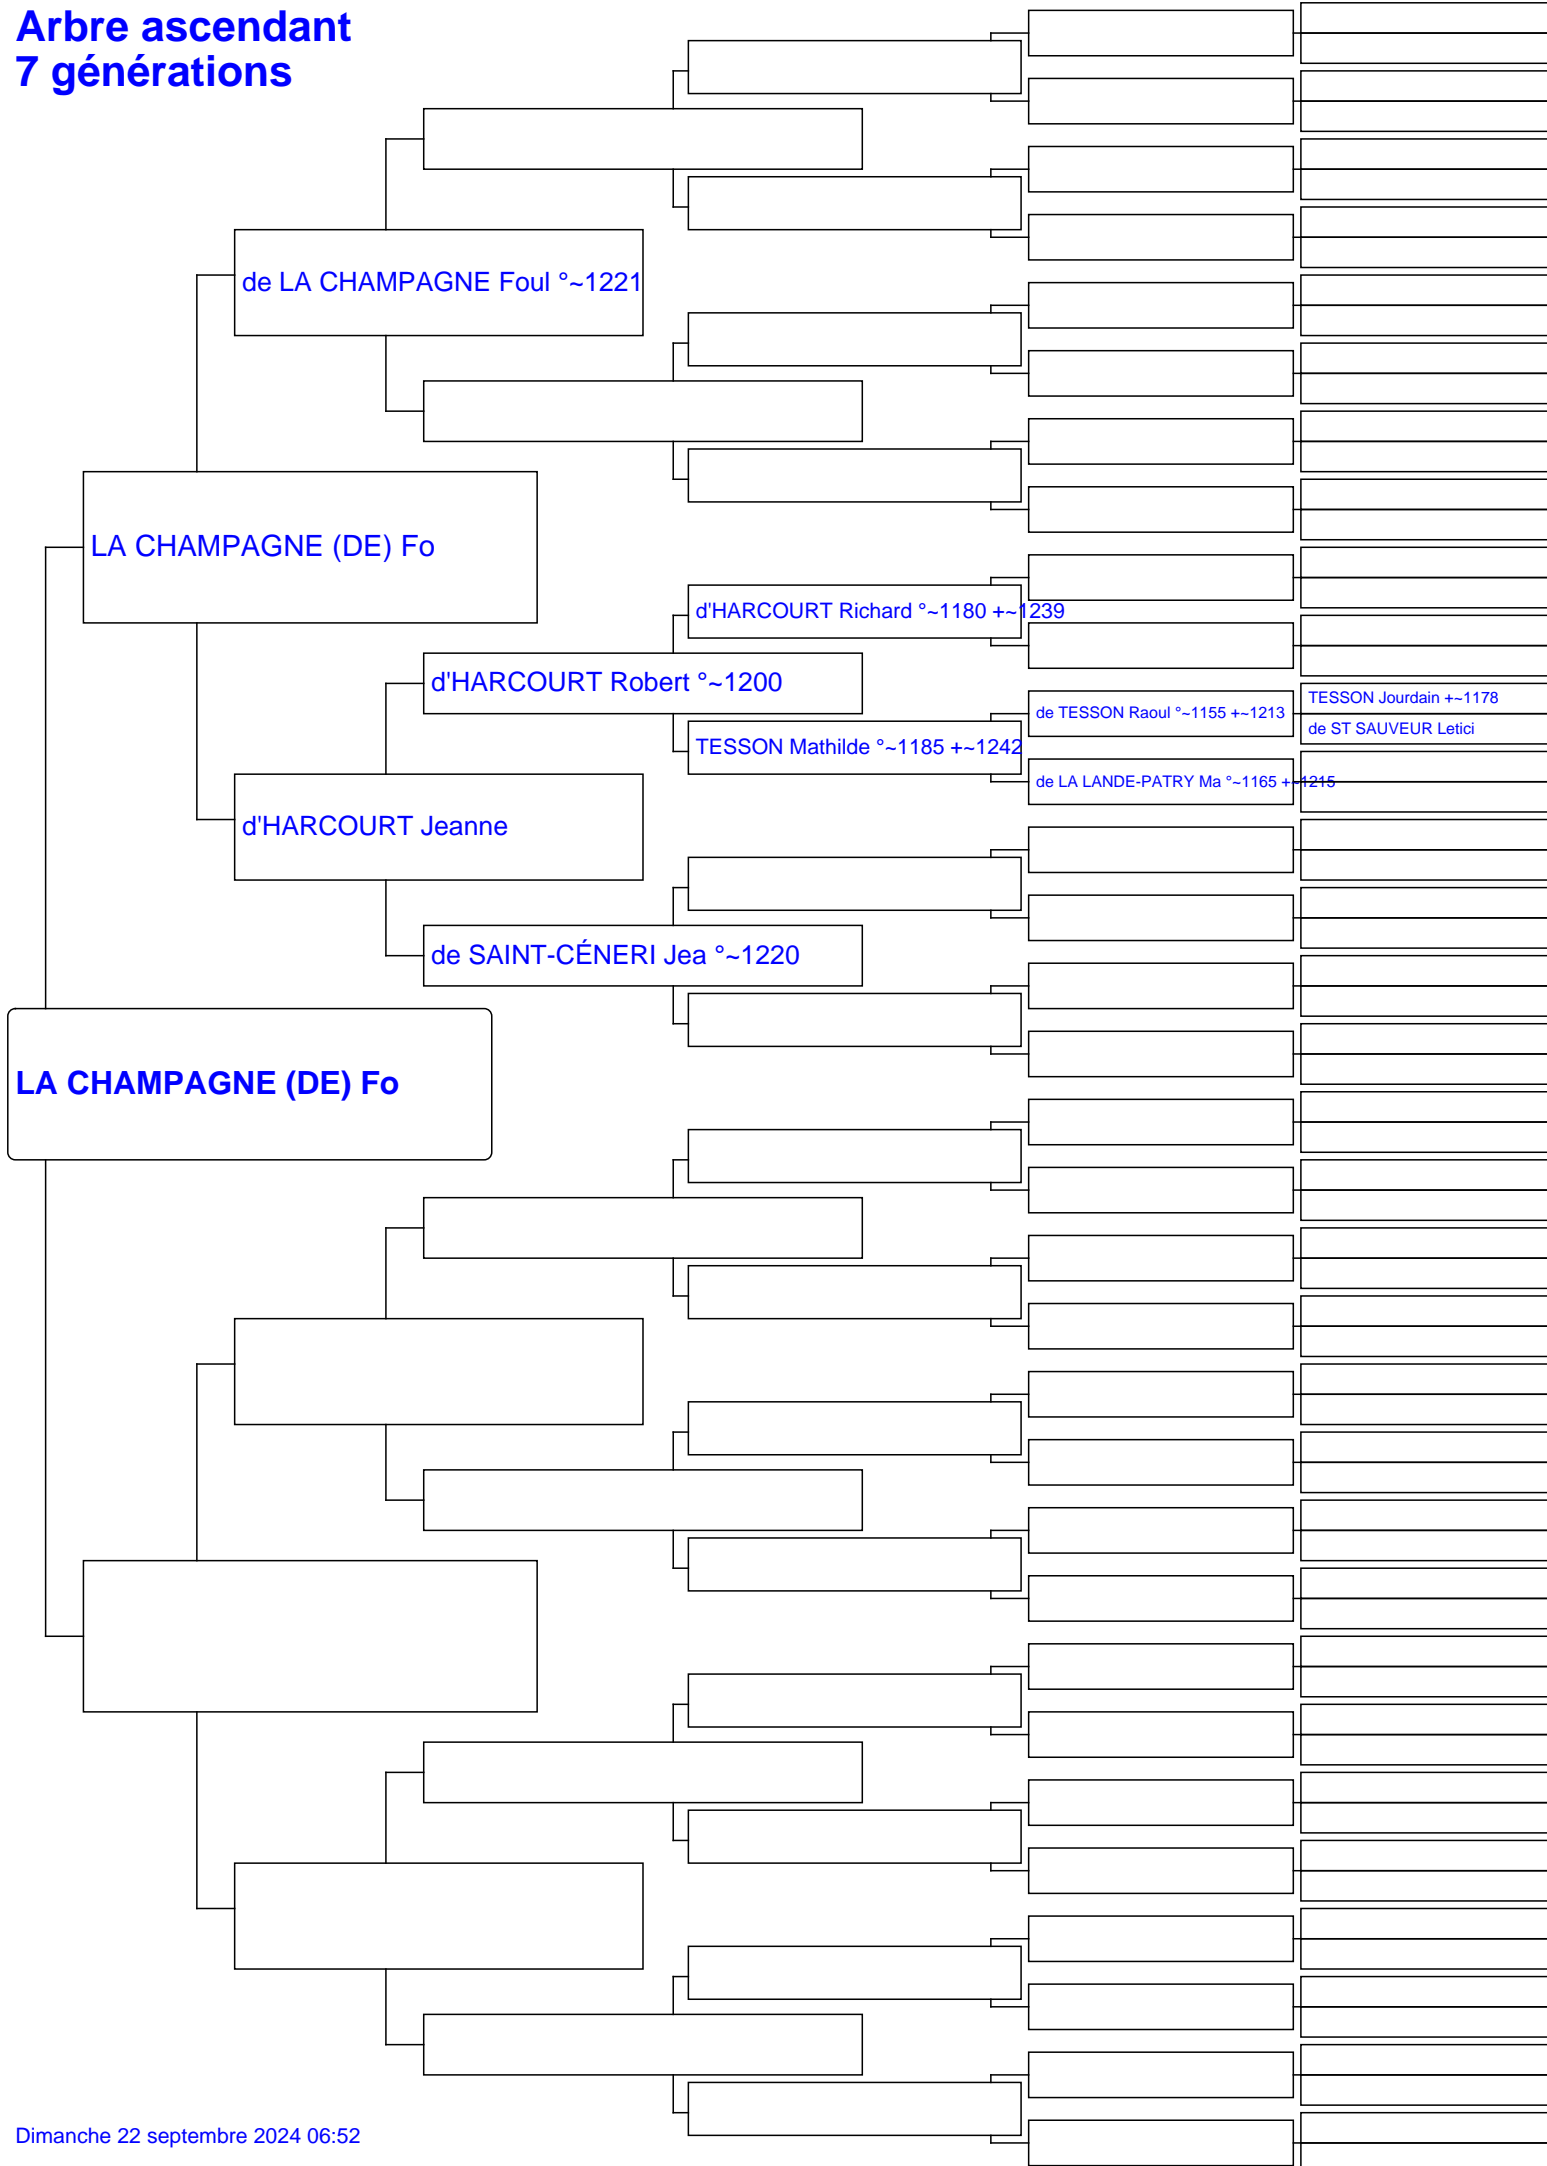 Arbre ascendant
7 générations
de LA CHAMPAGNE Foul °~1221
LA CHAMPAGNE (DE) Fo
d'HARCOURT Richard °~1180 +~1239
d'HARCOURT Robert °~1200
TESSON Jourdain +~1178
de TESSON Raoul °~1155 +~1213
de ST SAUVEUR Letici
TESSON Mathilde °~1185 +~1242
de LA LANDE-PATRY Ma °~1165 +~1215
d'HARCOURT Jeanne
de SAINT-CÉNERI Jea °~1220
LA CHAMPAGNE (DE) Fo
Dimanche 22 septembre 2024 06:52